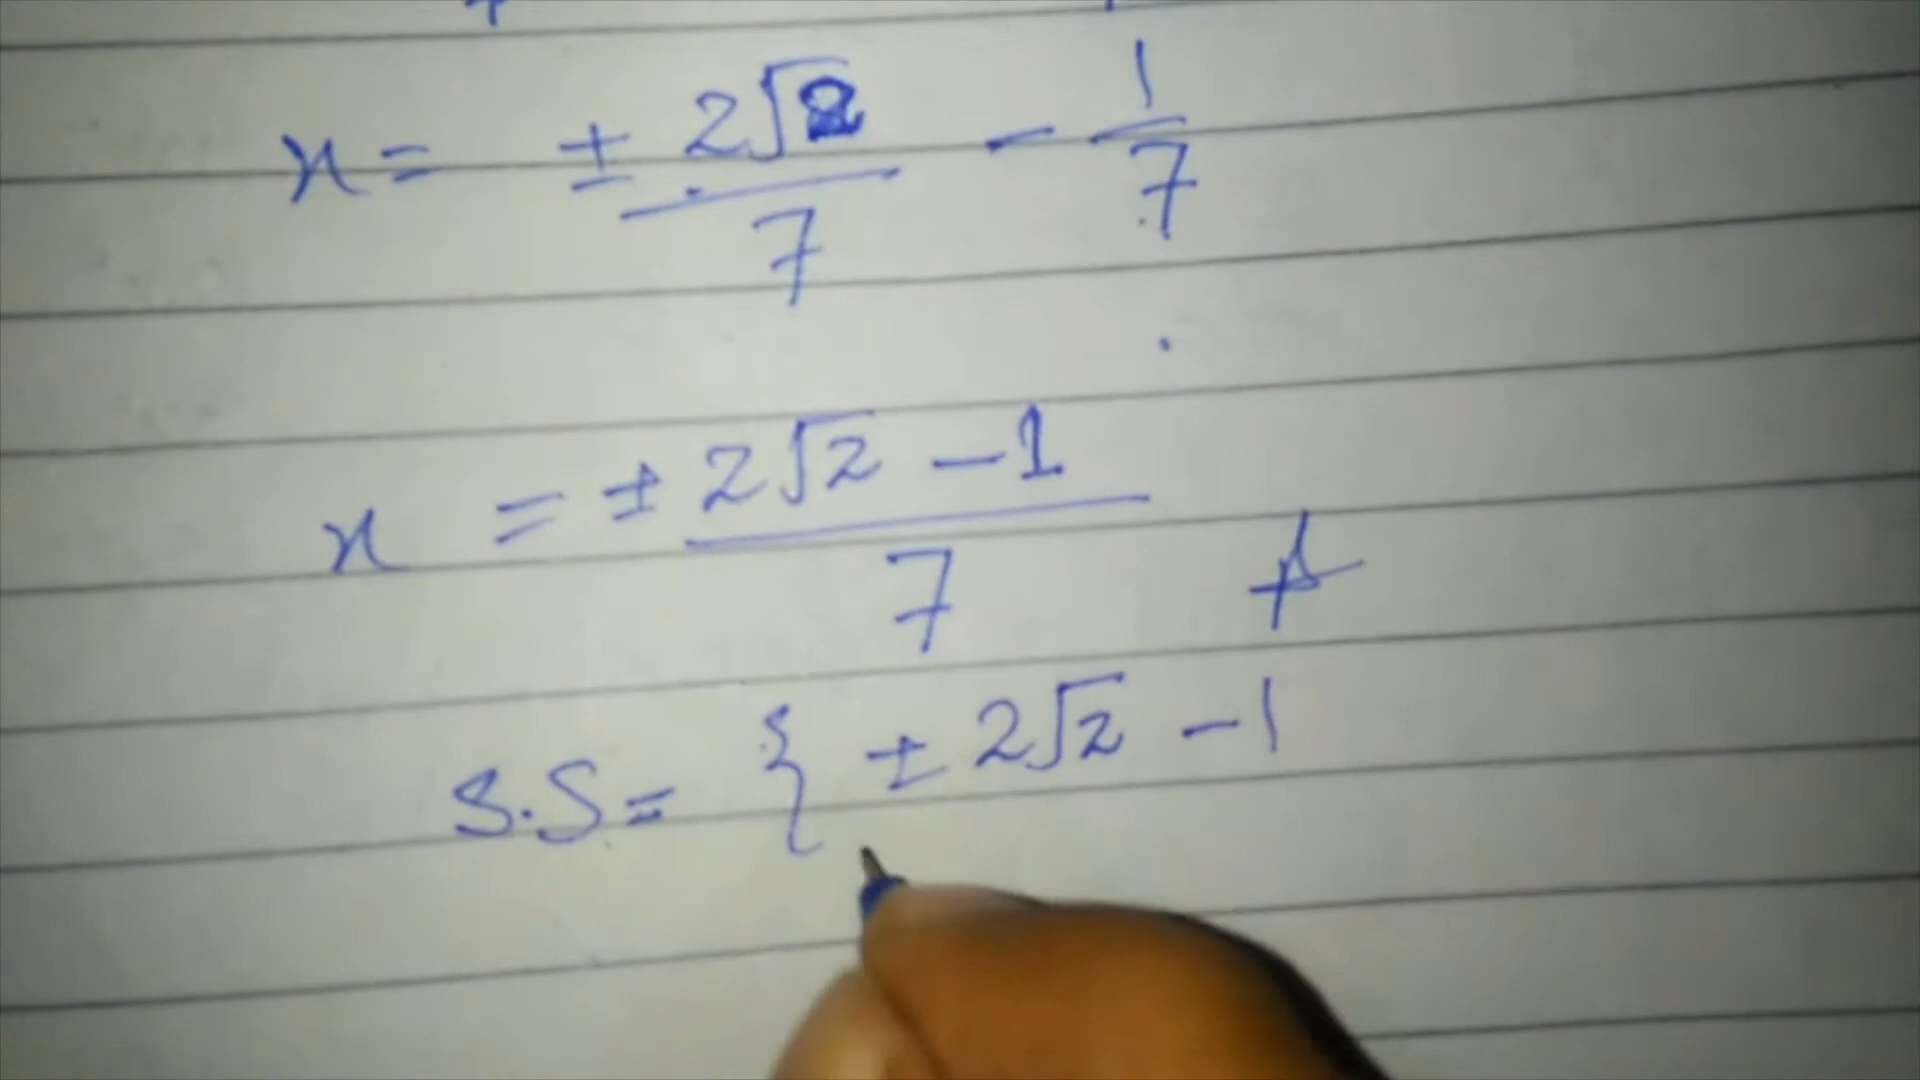 x = ± 2√2/7 - 1/7
x = ± 2√2 - 1/7
S.S = { ± 2√2 - 1